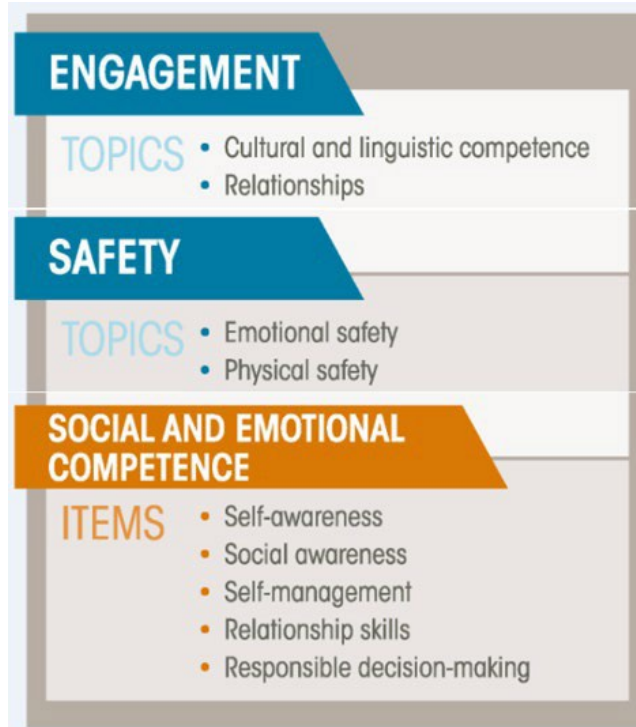 ENGAGEMENT
TOPICS • Cultural and linguistic competence
• Relationships
SAFETY
TOPICS • Emotional safety
• Physical safety
SOCIAL AND EMOTIONAL
COMPETENCE
ITEMS • Self-awareness
• Social awareness
• Self-management
• Relationship skills
• Responsible decision-making